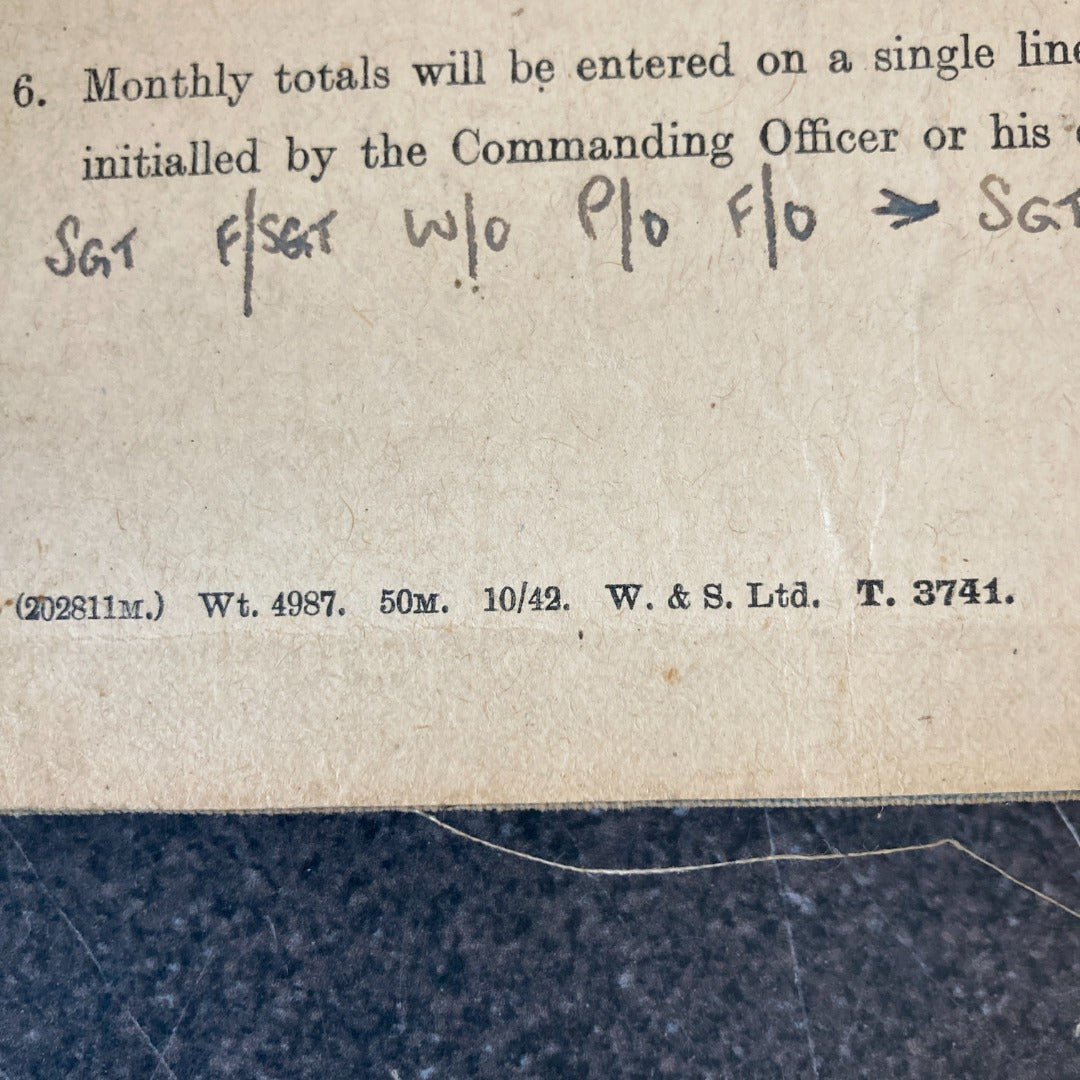 6. Monthly totals will be entered on a single line
initialled by the Commanding Officer or his
SGT F/SGT W/O P/O F/O → SGT
(202811M.) Wt. 4987. 50M. 10/42. W. & S. Ltd. T. 3741.